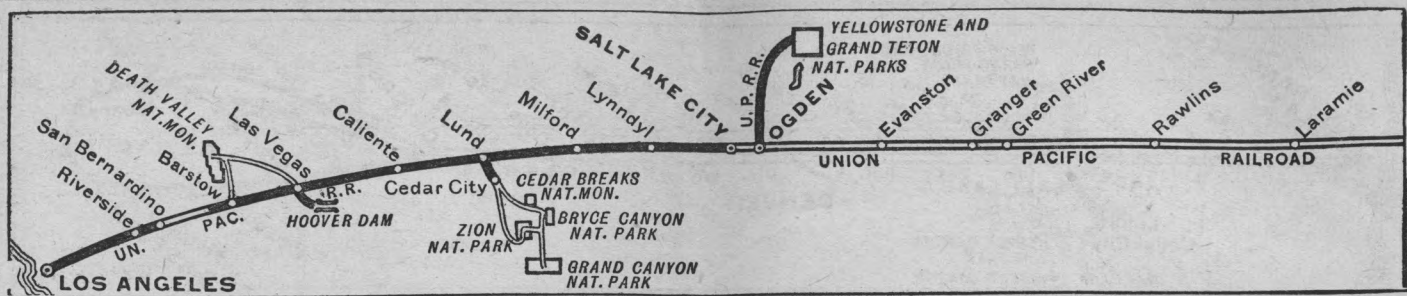 YELLOWSTONE AND
GRAND TETON
NAT. PARKS
SALT LAKE CITY
U.P. R.R.
OGDEN
DEATH VALLEY
NAT. MON.
San Bernardino
Riverside
Barstow
Las Vegas
Caliente
Lund
Milford
Lynndyl
Evanston
Granger
Green River
Rawlins
Laramie
UNION PACIFIC RAILROAD
UN. PAC. R.R.
HOOVER DAM
Cedar City
CEDAR BREAKS
NAT. MON.
BRYCE CANYON
NAT. PARK
ZION
NAT. PARK
GRAND CANYON
NAT. PARK
LOS ANGELES